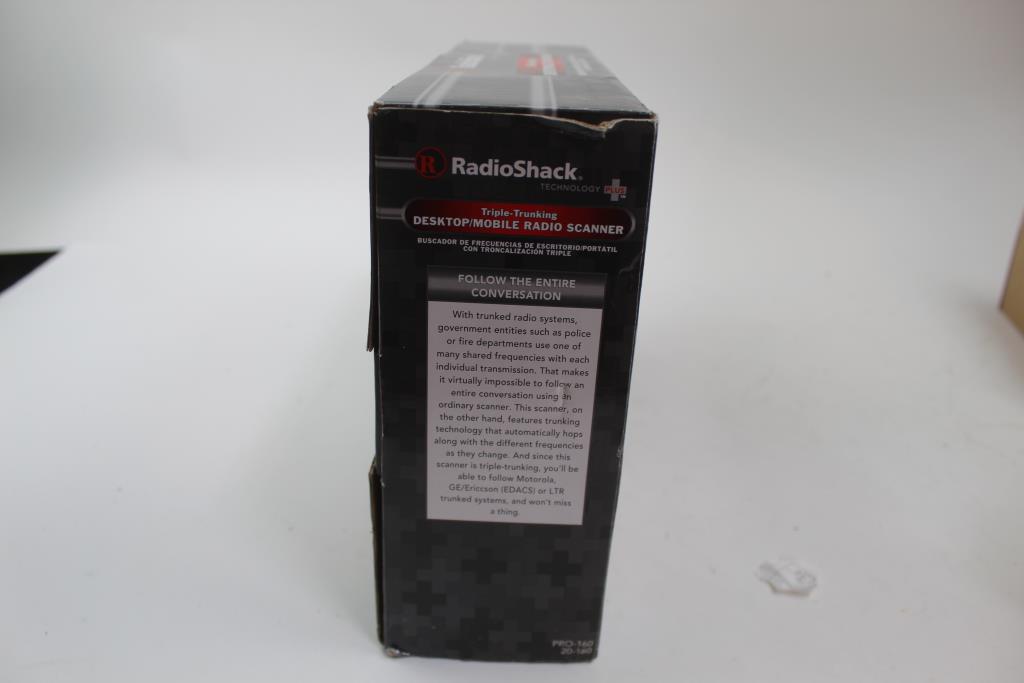 R RadioShack.
TECHNOLOGY PLUS
Triple-Trunking
DESKTOP/MOBILE RADIO SCANNER
BUSCADOR DE FRECUENCIAS DE ESCRITORIO/PORTÁTIL
CON TRONCALIZACIÓN TRIPLE
FOLLOW THE ENTIRE
CONVERSATION
With trunked radio systems,
government entities such as police
or fire departments use one of
many shared frequencies with each
individual transmission. That makes
it virtually impossible to follow an
entire conversation using an
ordinary scanner. This scanner, on
the other hand, features trunking
technology that automatically hops
along with the different frequencies
as they change. And since this
scanner is triple-trunking, you'll be
able to follow Motorola,
GE/Ericcson (EDACS) or LTR
trunked systems, and won't miss
a thing.
PRO-160
20-160